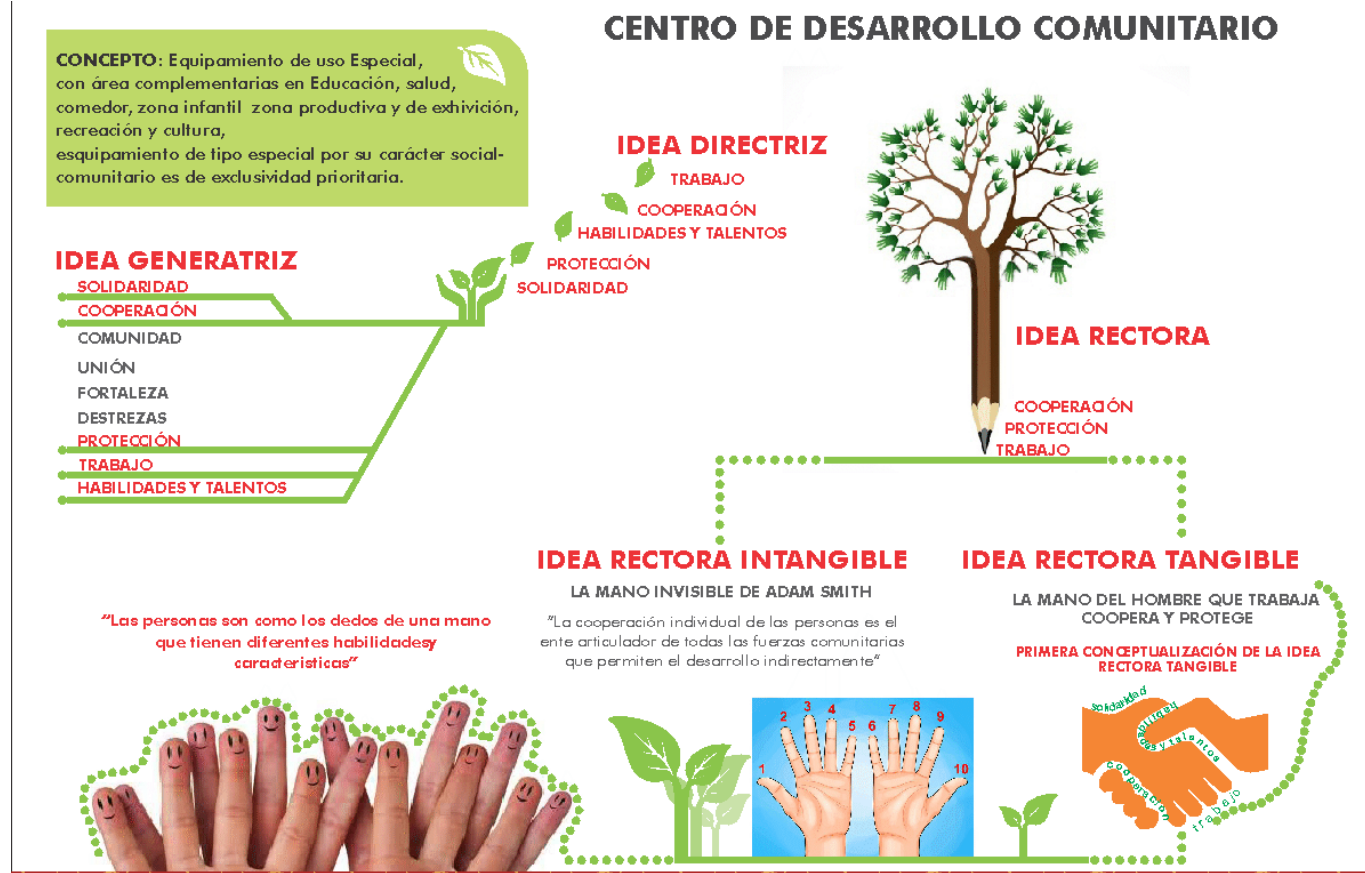 CENTRO DE DESARROLLO COMUNITARIO
CONCEPTO: Equipamiento de uso Especial,
con área complementarias en Educación, salud,
comedor, zona infantil zona productiva y de exhivición,
recreación y cultura,
esquipamiento de tipo especial por su carácter social-
comunitario es de exclusividad prioritaria.
IDEA DIRECTRIZ
TRABAJO
COOPERACIÓN
HABILIDADES Y TALENTOS
PROTECCIÓN
SOLIDARIDAD
IDEA GENERATRIZ
SOLIDARIDAD
COOPERACIÓN
COMUNIDAD
UNIÓN
FORTALEZA
DESTREZAS
PROTECCIÓN
TRABAJO
HABILIDADES Y TALENTOS
IDEA RECTORA
COOPERACIÓN
PROTECCIÓN
TRABAJO
IDEA RECTORA INTANGIBLE
LA MANO INVISIBLE DE ADAM SMITH
"La cooperación individual de las personas es el
ente articulador de todas las fuerzas comunitarias
que permiten el desarrollo indirectamente"
IDEA RECTORA TANGIBLE
LA MANO DEL HOMBRE QUE TRABAJA
COOPERA Y PROTEGE
PRIMERA CONCEPTUALIZACIÓN DE LA IDEA
RECTORA TANGIBLE
"Las personas son como los dedos de una mano
que tienen diferentes habilidadesy
caracteristicas"
1 2 3 4 5 6 7 8 9 10
solidaridad
habilidades y talentos
cooperación
trabajo